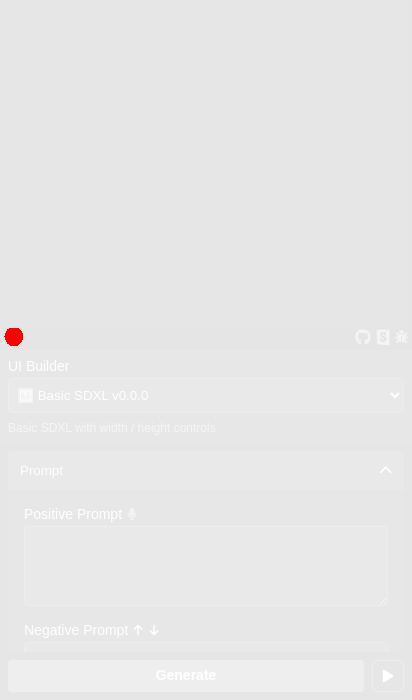 UI Builder
Basic SDXL v0.0.0
Basic SDXL with width / height controls
Prompt
Positive Prompt
Negative Prompt
Generate